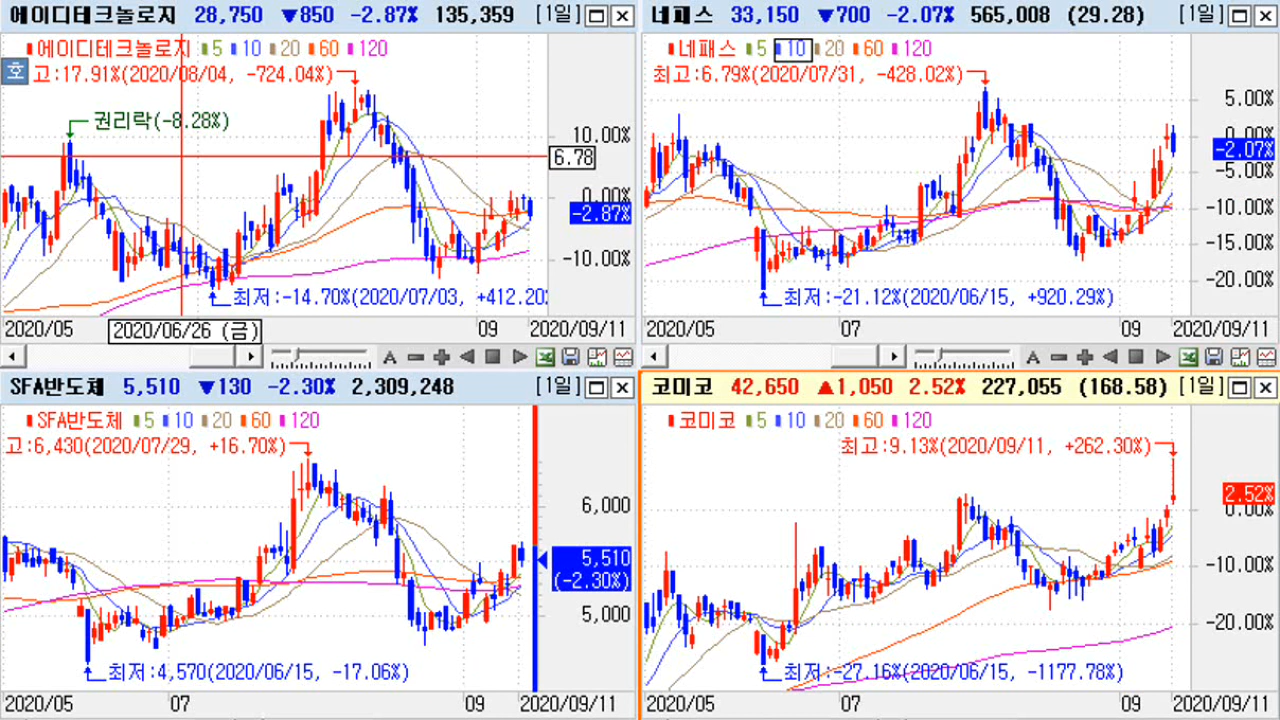 에이디테크놀로지 28,750 ▼850 -2.87% 135,359 [1일]
에이디테크놀로지 5 10 20 60 120
호 고:17.91%(2020/08/04, -724.04%)
권리락(-8.28%)
10.00%
6.78
0.00%
-2.87%
-10.00%
최저:-14.70%(2020/07/03, +412.20%
2020/05 2020/06/26 (금) 09 2020/09/11
A
네패스 33,150 ▼700 -2.07% 565,008 (29.28) [1일]
네패스 5 10 20 60 120
최고:6.79%(2020/07/31, -428.02%)
5.00%
0.00%
-2.07%
-5.00%
-10.00%
-15.00%
-20.00%
최저:-21.12%(2020/06/15, +920.29%)
2020/05 07 09 2020/09/11
A
SFA반도체 5,510 ▼130 -2.30% 2,309,248 [1일]
SFA반도체 5 10 20 60 120
고:6,430(2020/07/29, +16.70%)
6,000
5,510
(-2.30%)
5,000
최저:4,570(2020/06/15, -17.06%)
2020/05 07 09 2020/09/11
코미코 42,650 ▲1,050 2.52% 227,055 (168.58) [1일]
코미코 5 10 20 60 120
최고:9.13%(2020/09/11, +262.30%)
2.52%
0.00%
-10.00%
-20.00%
최저:-27.16%(2020/06/15, -1177.78%)
2020/05 07 09 2020/09/11